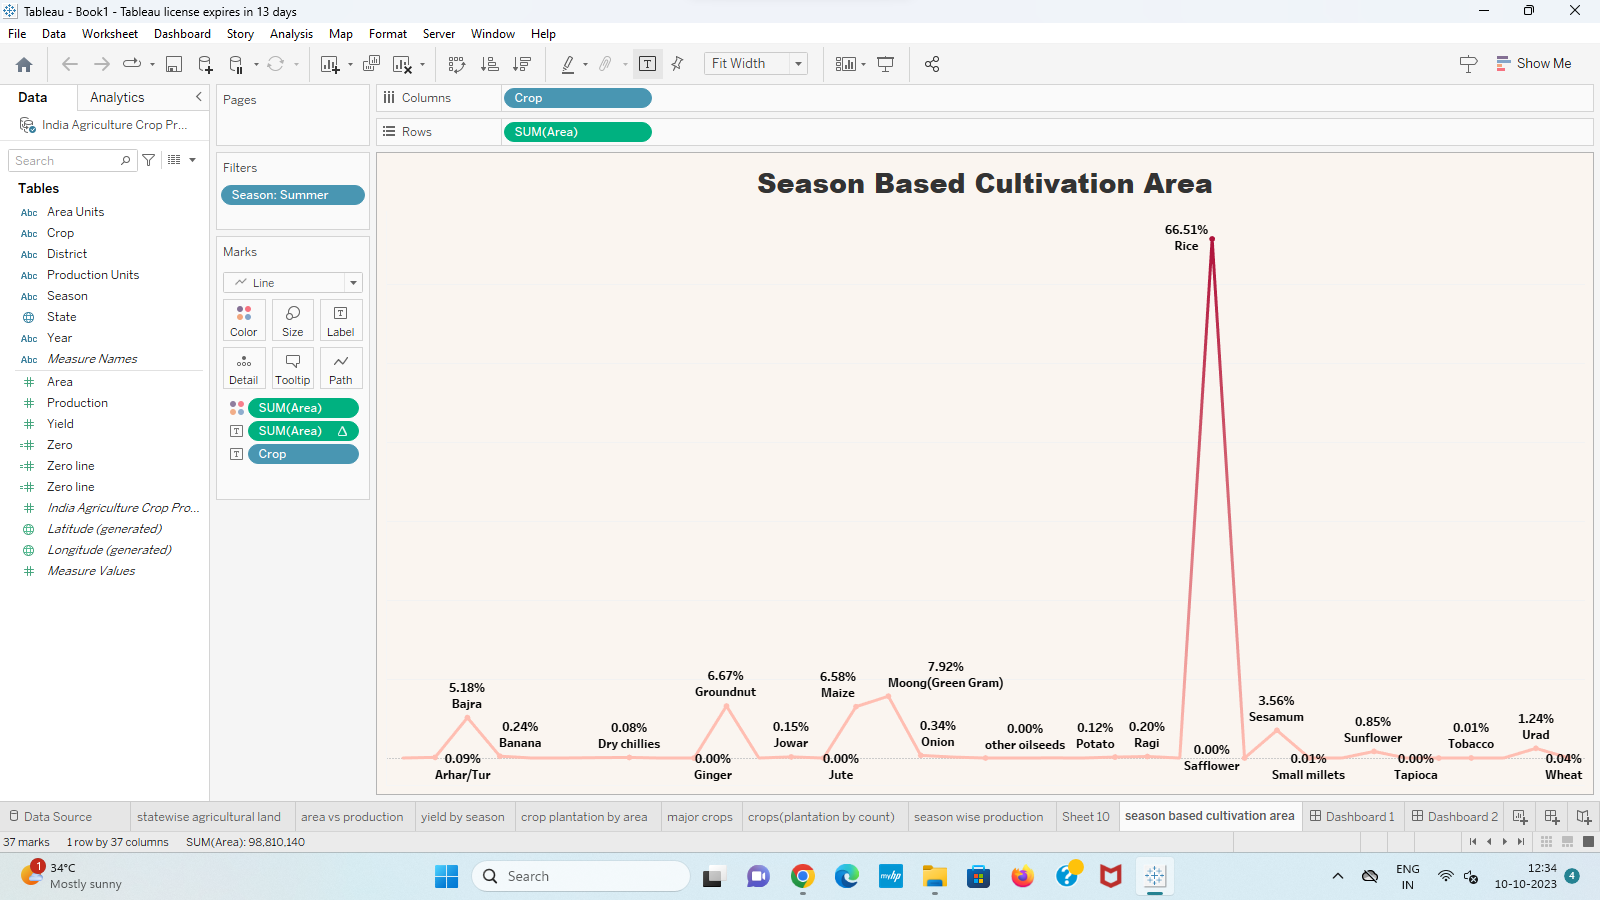 Tableau - Book1 - Tableau license expires in 13 days
File Data Worksheet Dashboard Story Analysis Map Format Server Window Help
Fit Width
Show Me
Data Analytics
India Agriculture Crop Pr...
Search
Tables
Abc Area Units
Abc Crop
Abc District
Abc Production Units
Abc Season
State
Abc Year
Abc Measure Names
Area
Production
Yield
Zero
Zero line
Zero line
India Agriculture Crop Pro...
Latitude (generated)
Longitude (generated)
Measure Values
Pages
Filters
Season: Summer
Marks
Line
Color Size Label
Detail Tooltip Path
SUM(Area)
SUM(Area)
Crop
Columns Crop
Rows SUM(Area)
Season Based Cultivation Area
66.51%
Rice
5.18%
Bajra
0.09%
Arhar/Tur
0.24%
Banana
0.08%
Dry chillies
6.67%
Groundnut
0.00%
Ginger
0.15%
Jowar
6.58%
Maize
0.00%
Jute
7.92%
Moong(Green Gram)
0.34%
Onion
0.00%
other oilseeds
0.12%
Potato
0.20%
Ragi
0.00%
Safflower
3.56%
Sesamum
0.01%
Small millets
0.85%
Sunflower
0.00%
Tapioca
0.01%
Tobacco
1.24%
Urad
0.04%
Wheat
Data Source statewise agricultural land area vs production yield by season crop plantation by area major crops crops(plantation by count) season wise production Sheet 10 season based cultivation area Dashboard 1 Dashboard 2
37 marks 1 row by 37 columns SUM(Area): 98,810,140
1
34°C
Mostly sunny
Search
myhp
ENG
IN
12:34
10-10-2023
4